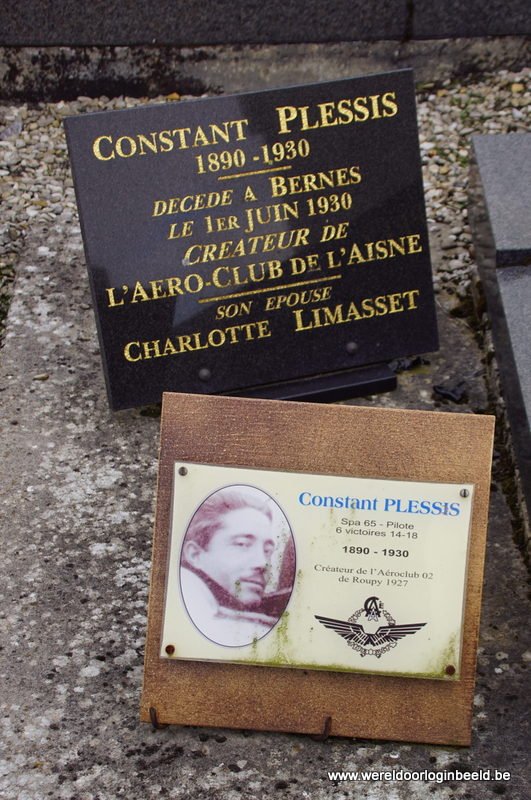 CONSTANT PLESSIS
1890 - 1930
DECEDE A BERNES
LE 1ER JUIN 1930
CREATEUR DE
L'AERO-CLUB DE L'AISNE
SON EPOUSE
CHARLOTTE LIMASSET
Constant PLESSIS
Spa 65 - Pilote
6 victoires 14-18
1890 - 1930
Créateur de l'Aéroclub 02
de Roupy 1927
www.wereldoorloginbeeld.be